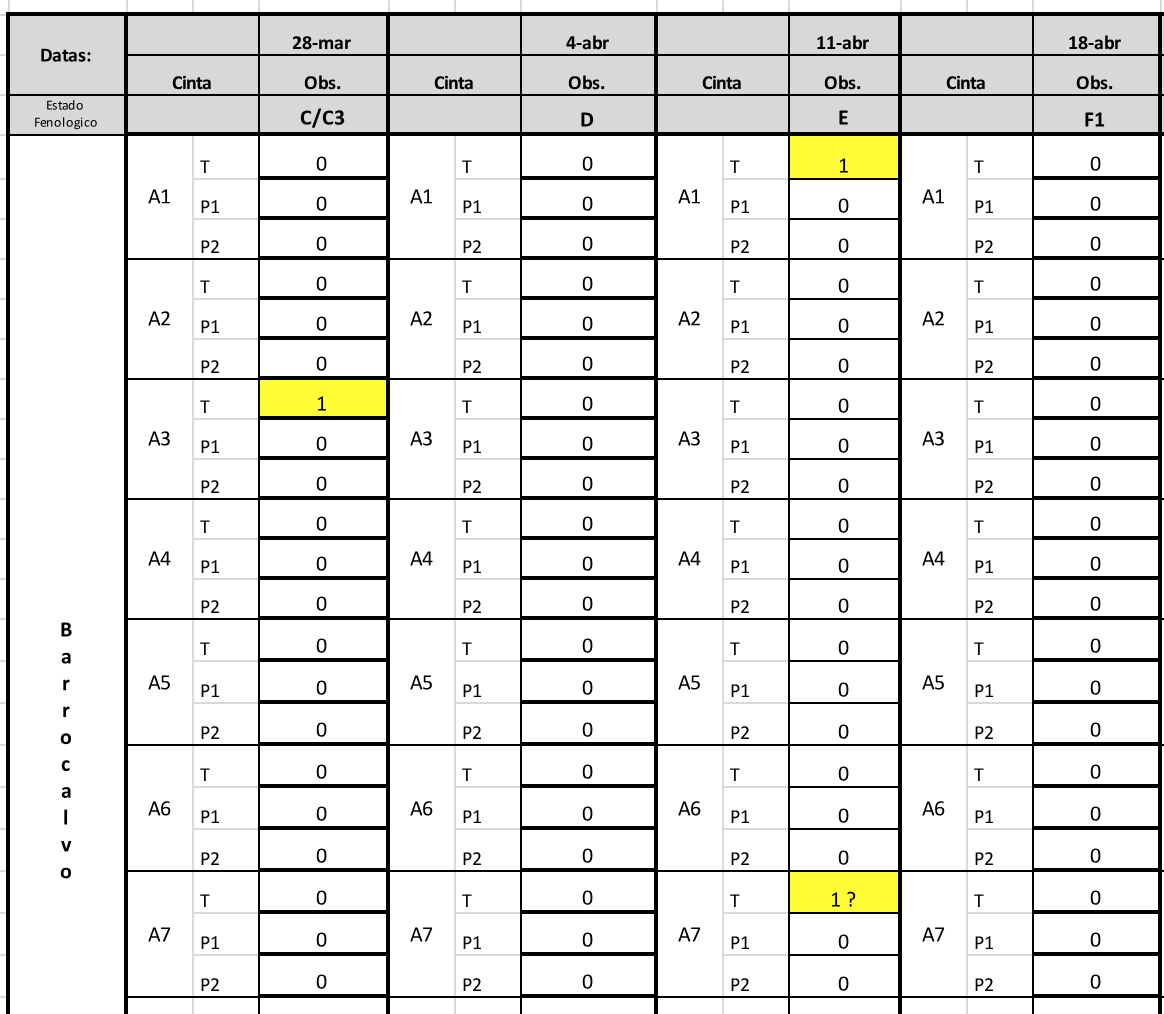 Datas: 28-mar 4-abr 11-abr 18-abr
Cinta Obs. Cinta Obs. Cinta Obs. Cinta Obs.
Estado Fenologico C/C3 D E F1
Barrocalvo
A1 T 0 A1 T 0 A1 T 1 A1 T 0
P1 0 P1 0 P1 0 P1 0
P2 0 P2 0 P2 0 P2 0
A2 T 0 A2 T 0 A2 T 0 A2 T 0
P1 0 P1 0 P1 0 P1 0
P2 0 P2 0 P2 0 P2 0
A3 T 1 A3 T 0 A3 T 0 A3 T 0
P1 0 P1 0 P1 0 P1 0
P2 0 P2 0 P2 0 P2 0
A4 T 0 A4 T 0 A4 T 0 A4 T 0
P1 0 P1 0 P1 0 P1 0
P2 0 P2 0 P2 0 P2 0
A5 T 0 A5 T 0 A5 T 0 A5 T 0
P1 0 P1 0 P1 0 P1 0
P2 0 P2 0 P2 0 P2 0
A6 T 0 A6 T 0 A6 T 0 A6 T 0
P1 0 P1 0 P1 0 P1 0
P2 0 P2 0 P2 0 P2 0
A7 T 0 A7 T 0 A7 T 1 ? A7 T 0
P1 0 P1 0 P1 0 P1 0
P2 0 P2 0 P2 0 P2 0